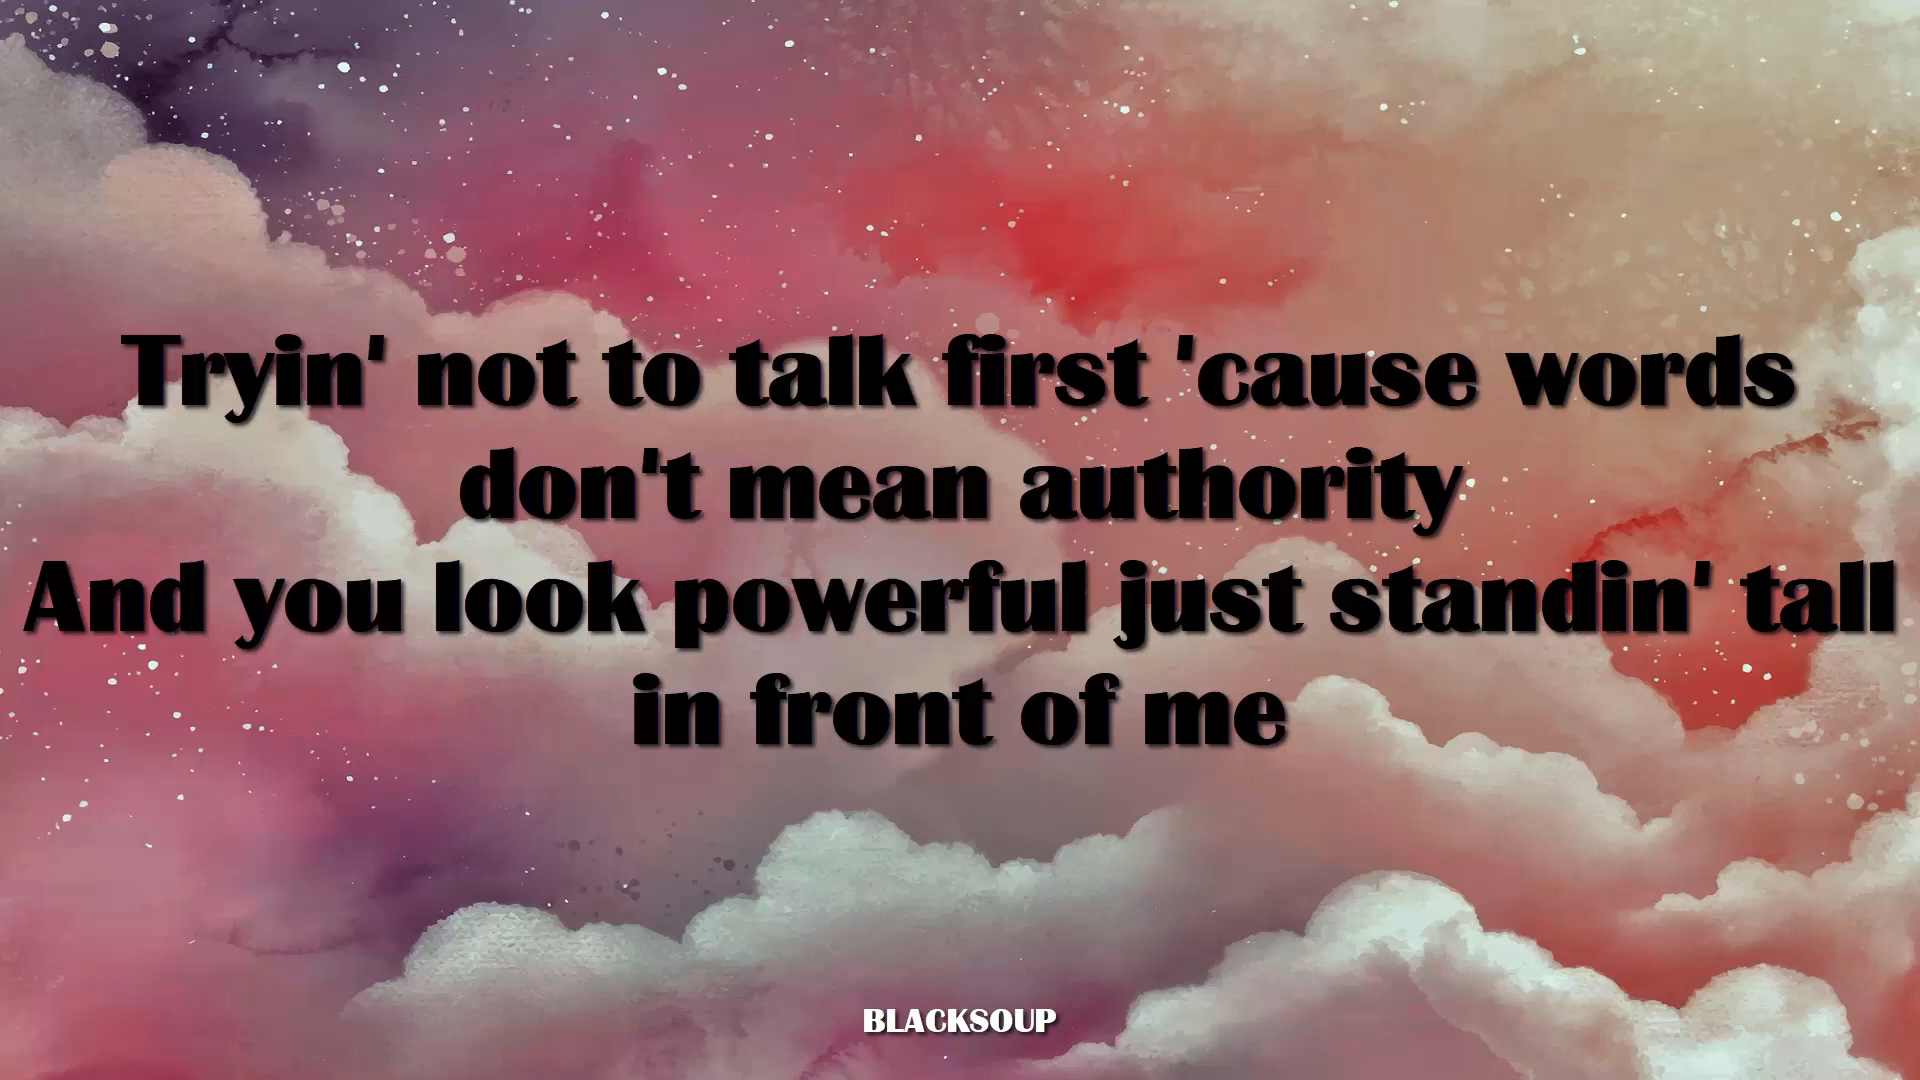 Tryin' not to talk first 'cause words
don't mean authority
And you look powerful just standin' tall
in front of me
BLACKSOUP